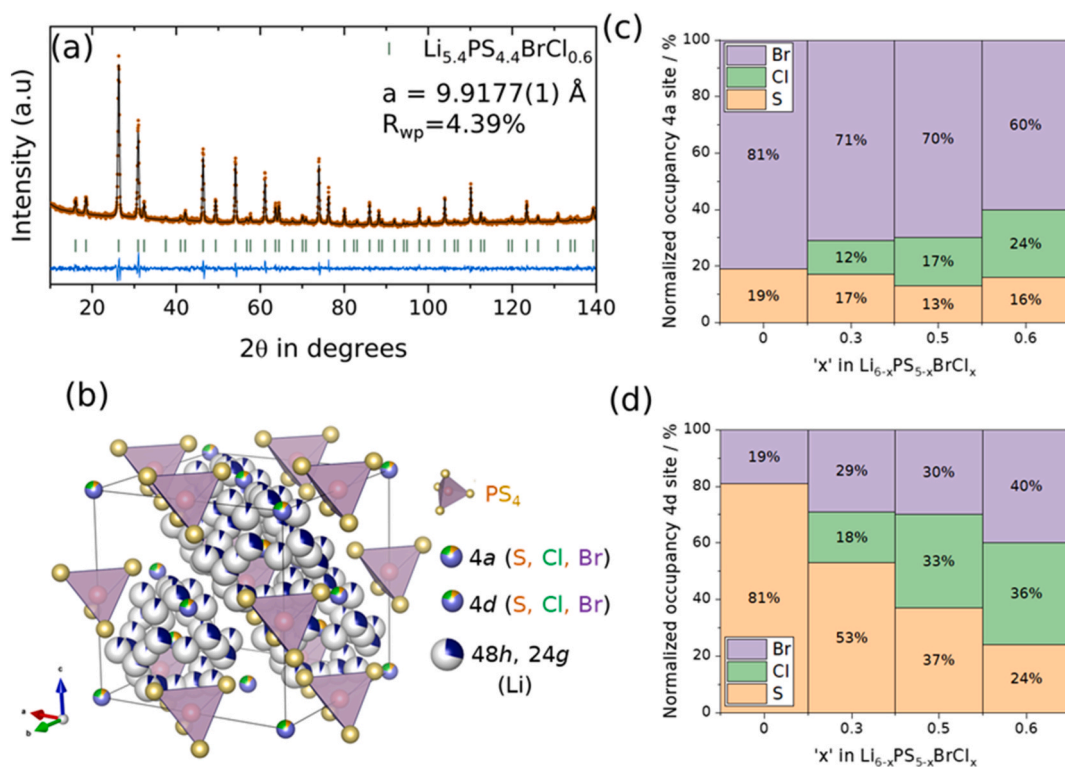 (a)
Li5.4PS4.4BrCl0.6
a = 9.9177(1) Å
Rwp=4.39%
Intensity (a.u)
20 40 60 80 100 120 140
2θ in degrees
(b)
PS4
4a (S, Cl, Br)
4d (S, Cl, Br)
48h, 24g
(Li)
a
b
c
(c)
Normalized occupancy 4a site / %
100
80
60
40
20
0
Br
Cl
S
81% 71% 70% 60%
12% 17% 24%
19% 17% 13% 16%
0 0.3 0.5 0.6
'x' in Li6-xPS5-xBrClx
(d)
Normalized occupancy 4d site / %
100
80
60
40
20
0
19% 29% 30% 40%
18% 33% 36%
81% 53% 37% 24%
Br
Cl
S
0 0.3 0.5 0.6
'x' in Li6-xPS5-xBrClx